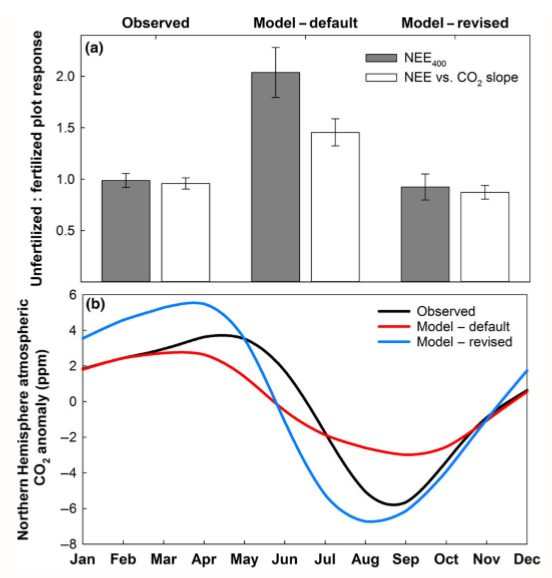 Observed Model – default Model – revised
(a)
NEE₄₀₀
NEE vs. CO₂ slope
Unfertilized : fertilized plot response
2.0
1.5
1.0
0.5
(b)
Observed
Model – default
Model – revised
Northern Hemisphere atmospheric
CO₂ anomaly (ppm)
6
4
2
0
−2
−4
−6
−8
Jan Feb Mar Apr May Jun Jul Aug Sep Oct Nov Dec